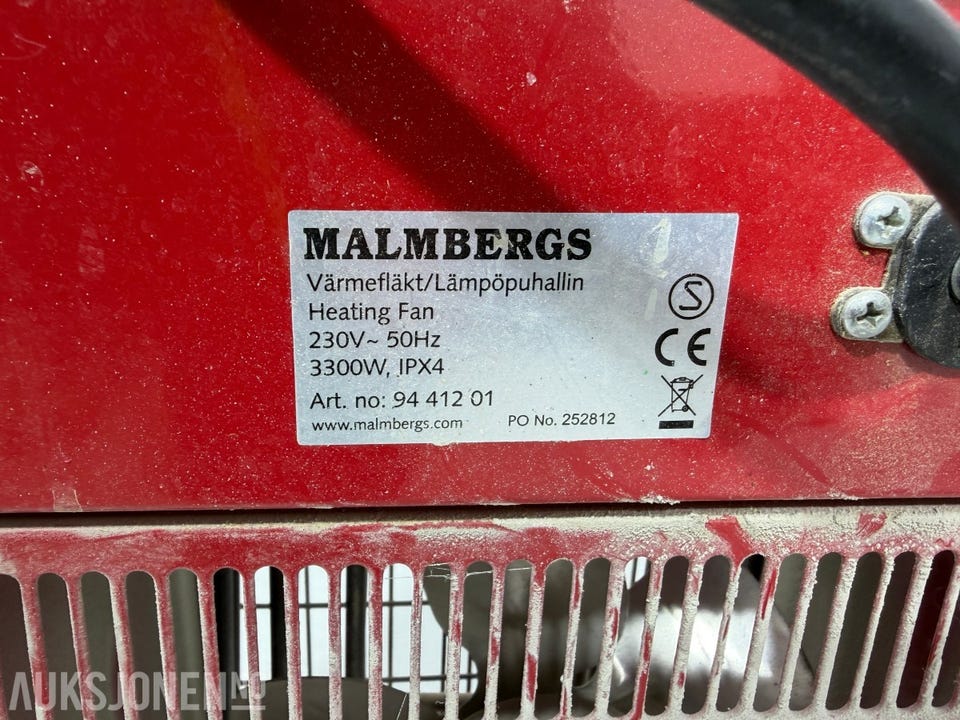 MALMBERGS
Värmefläkt/Lämpöpuhallin
Heating Fan
230V~ 50Hz
3300W, IPX4
Art. no: 94 412 01
www.malmbergs.com PO No. 252812
S
CE
AUKSJONEN.NO